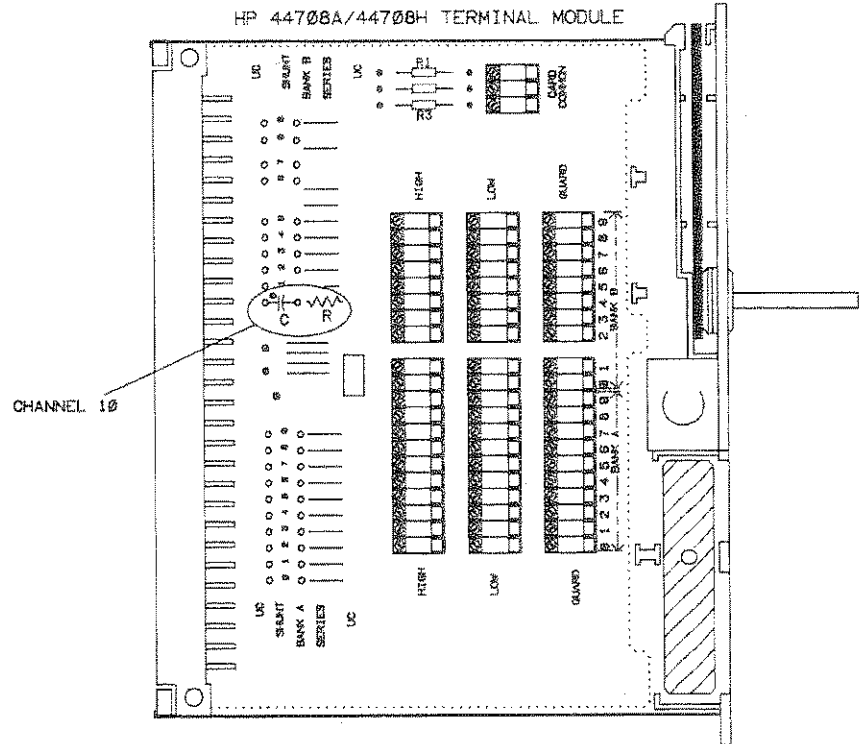 HP 44708A/44708H TERMINAL MODULE
UC
SHUNT
BANK B
SERIES
UC
R1
R3
CARD
COMMON
HIGH
LOW
GUARD
9
8
7
6
5
4
3
2
BANK B
C
R
CHANNEL 10
1
0
9
8
7
6
5
4
3
2
1
0
BANK A
HIGH
LOW
GUARD
UC
SHUNT
BANK A
SERIES
UC